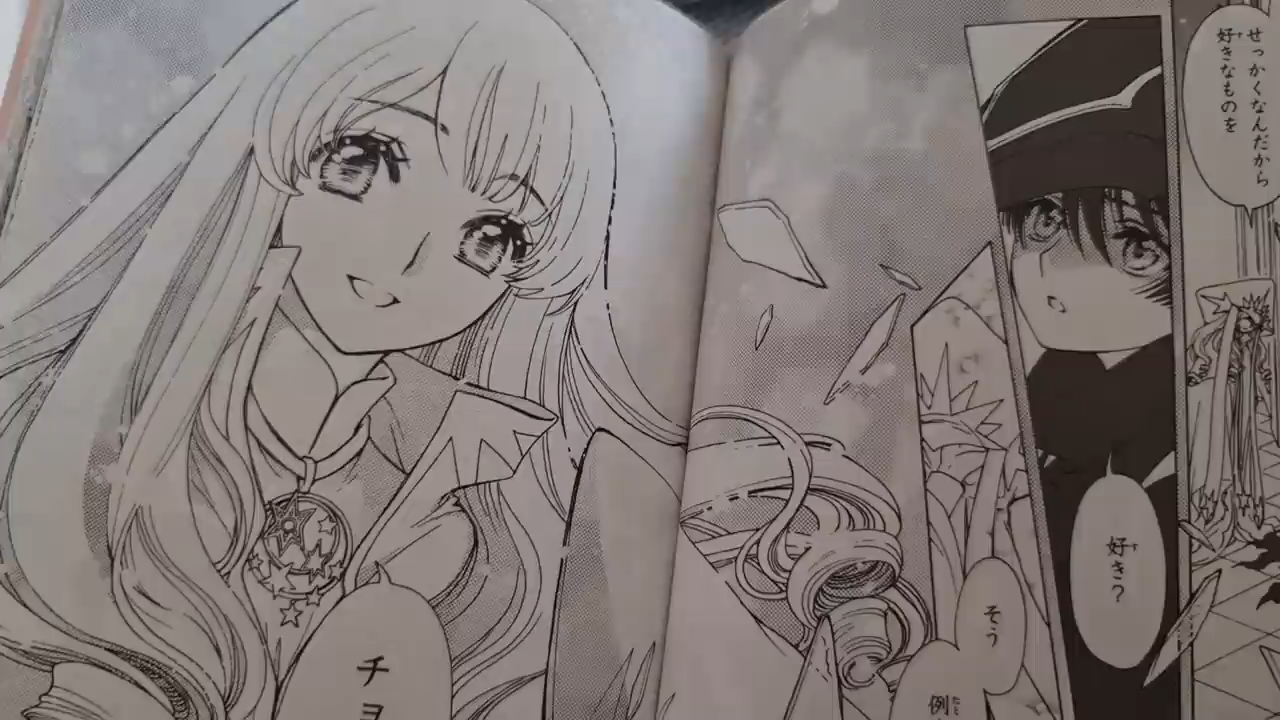 せっかくなんだから
好きなものを
好き?
そう
例
チョ